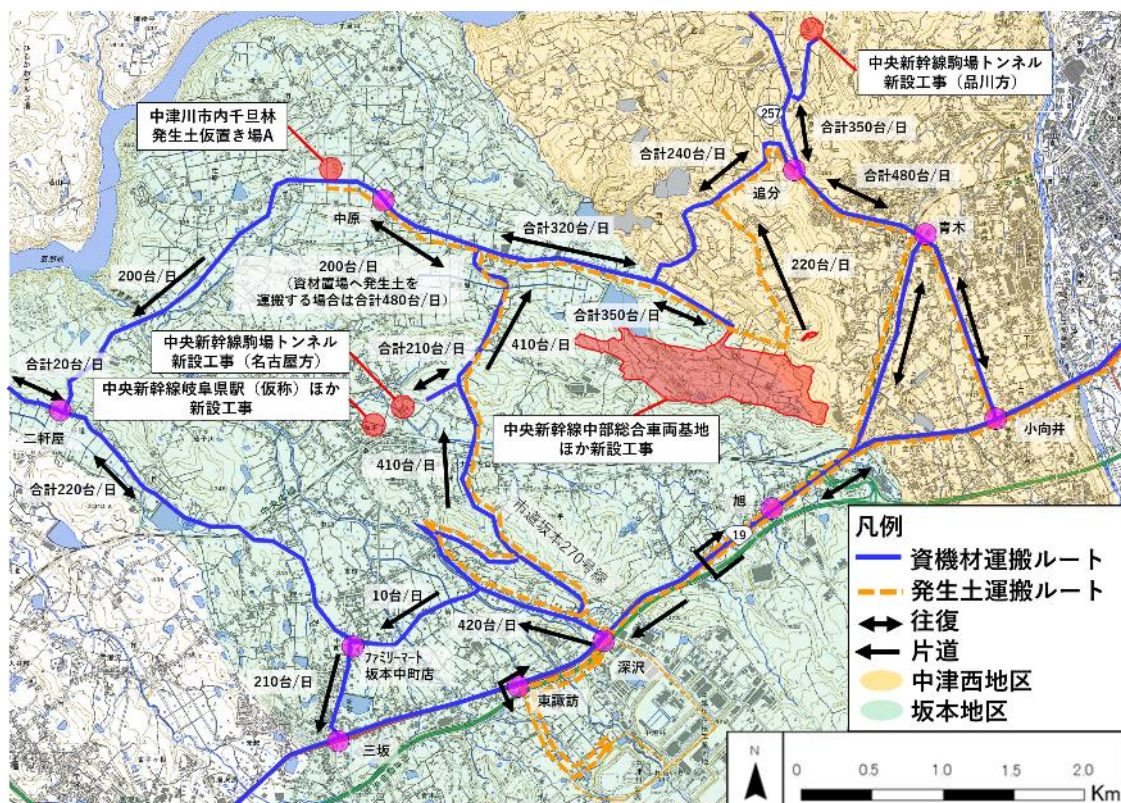 中央新幹線駒場トンネル
新設工事（品川方）
257
合計350台/日
中津川市内千旦林
発生土仮置き場A
合計240台/日
追分
合計480台/日
青木
中原
合計320台/日
200台/日
200台/日
（資材置場へ発生土を
運搬する場合は合計480台/日）
220台/日
合計350台/日
中央新幹線駒場トンネル
新設工事（名古屋方）
合計210台/日
410台/日
合計20台/日
中央新幹線岐阜県駅（仮称）ほか
新設工事
二軒屋
中央新幹線中部総合車両基地
ほか新設工事
小向井
410台/日
合計220台/日
旭
市道坂本270号線
19
10台/日
420台/日
ファミリーマート
坂本中町店
深沢
210台/日
東諏訪
三坂
凡例
資機材運搬ルート
発生土運搬ルート
往復
片道
中津西地区
坂本地区
N
0 0.5 1.0 2.0
Km